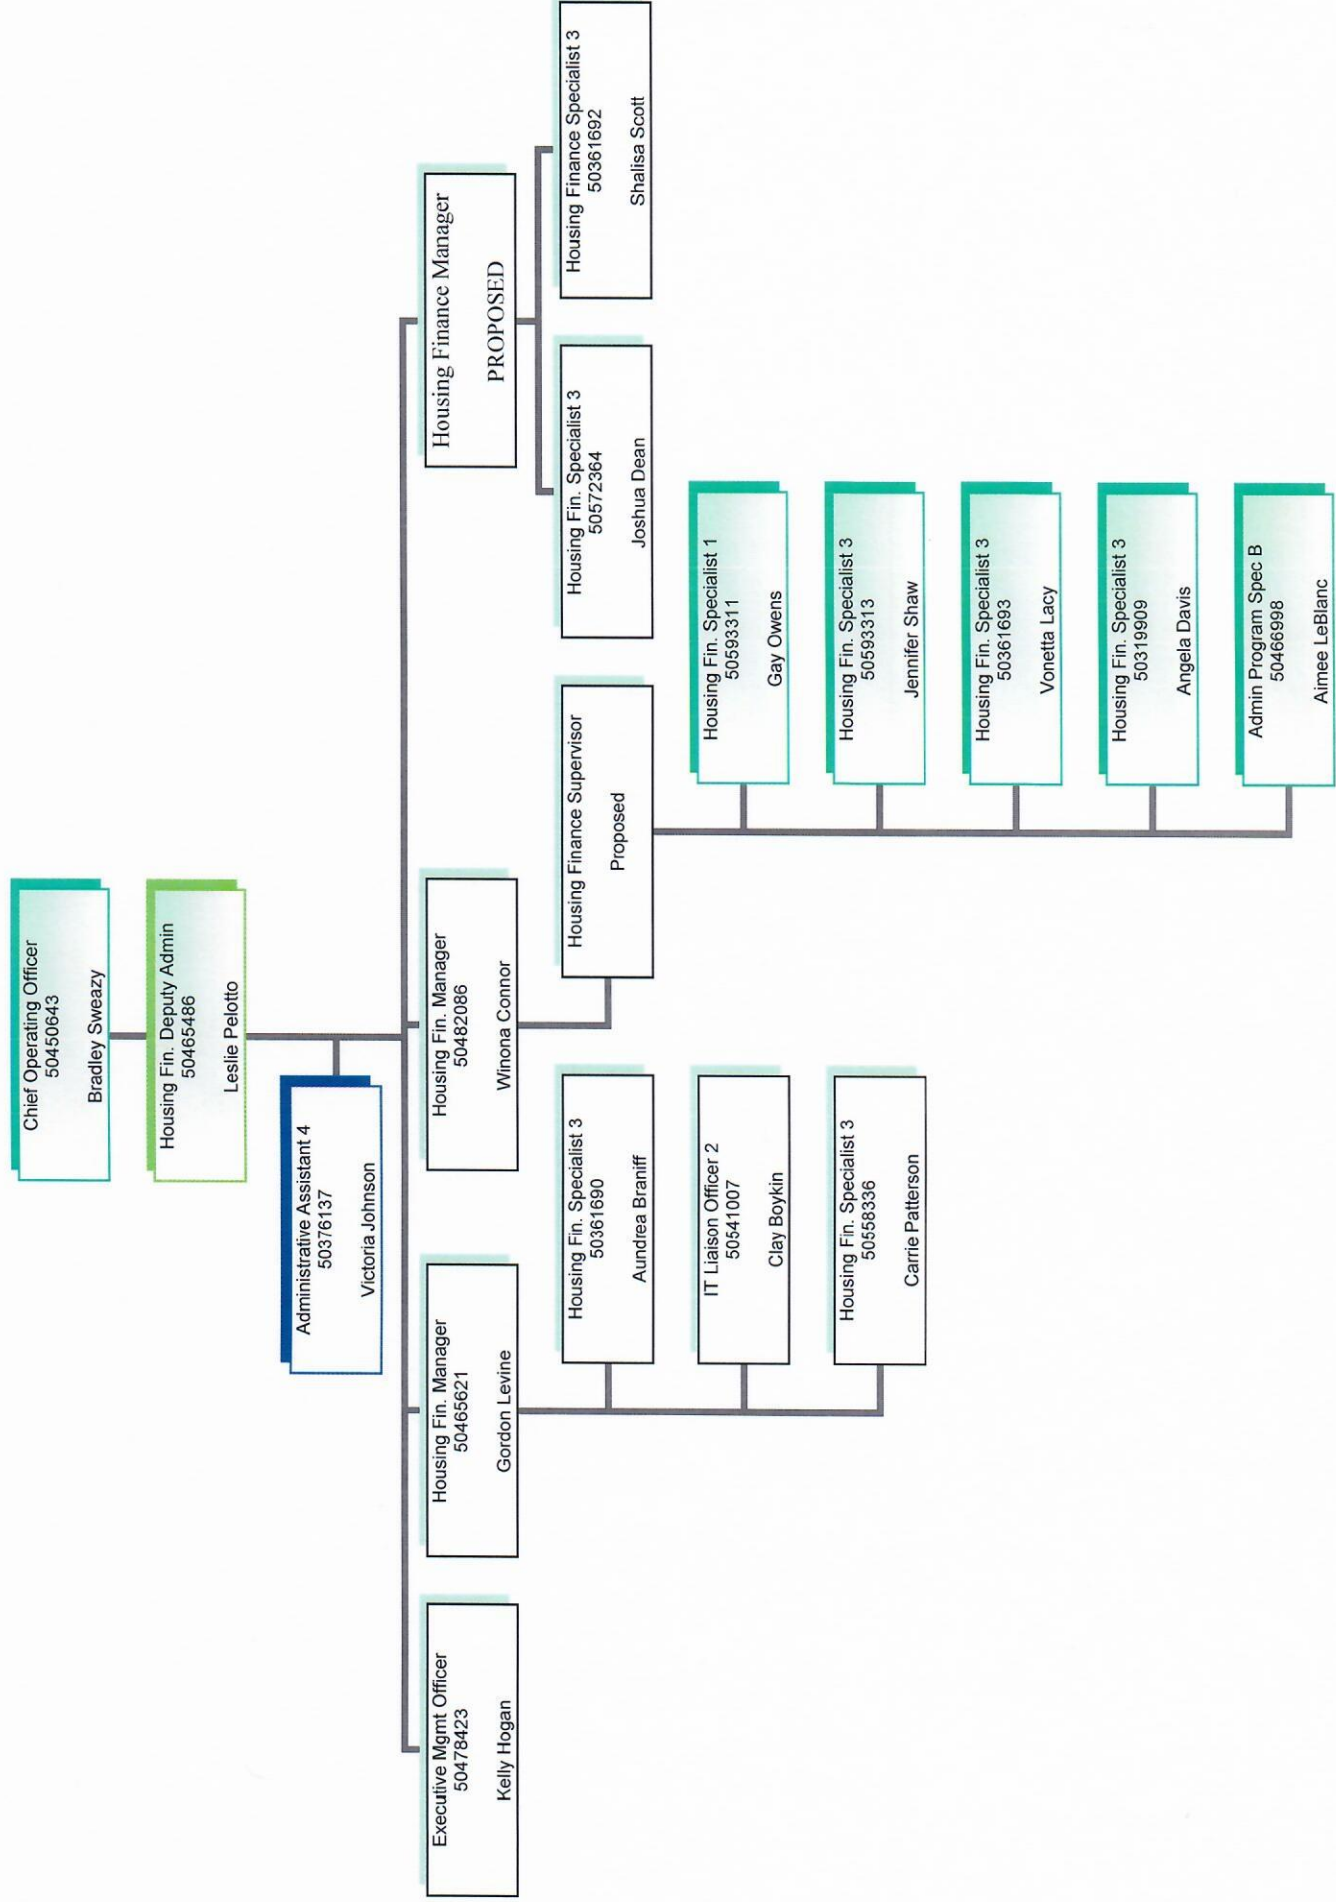 Chief Operating Officer
50450643
Bradley Sweazy
Housing Fin. Deputy Admin
50465486
Leslie Pelotto
Administrative Assistant 4
50376137
Victoria Johnson
Executive Mgmt Officer
50478423
Kelly Hogan
Housing Fin. Manager
50465621
Gordon Levine
Housing Fin. Manager
50482086
Winona Connor
Housing Finance Manager
PROPOSED
Housing Fin. Specialist 3
50361690
Aundrea Braniff
IT Liaison Officer 2
50541007
Clay Boykin
Housing Fin. Specialist 3
50558336
Carrie Patterson
Housing Finance Supervisor
Proposed
Housing Fin. Specialist 1
50593311
Gay Owens
Housing Fin. Specialist 3
50593313
Jennifer Shaw
Housing Fin. Specialist 3
50361693
Vonetta Lacy
Housing Fin. Specialist 3
50319909
Angela Davis
Admin Program Spec B
50466998
Aimee LeBlanc
Housing Fin. Specialist 3
50572364
Joshua Dean
Housing Finance Specialist 3
50361692
Shalisa Scott